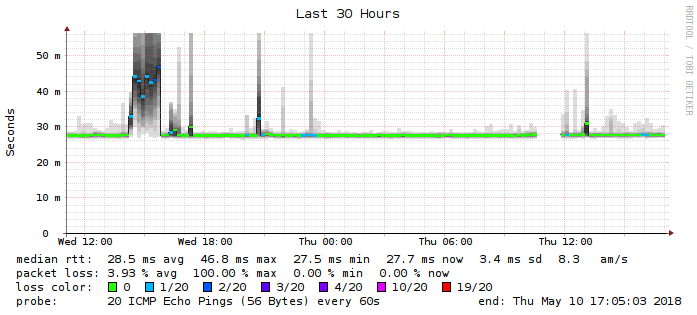 Last 30 Hours
RRDTOOL / TOBI OETIKER
Seconds
50 m
40 m
30 m
20 m
10 m
0
Wed 12:00 Wed 18:00 Thu 00:00 Thu 06:00 Thu 12:00
median rtt: 28.5 ms avg 46.8 ms max 27.5 ms min 27.7 ms now 3.4 ms sd 8.3 am/s
packet loss: 3.93 % avg 100.00 % max 0.00 % min 0.00 % now
loss color: 0 1/20 2/20 3/20 4/20 10/20 19/20
probe: 20 ICMP Echo Pings (56 Bytes) every 60s end: Thu May 10 17:05:03 2018